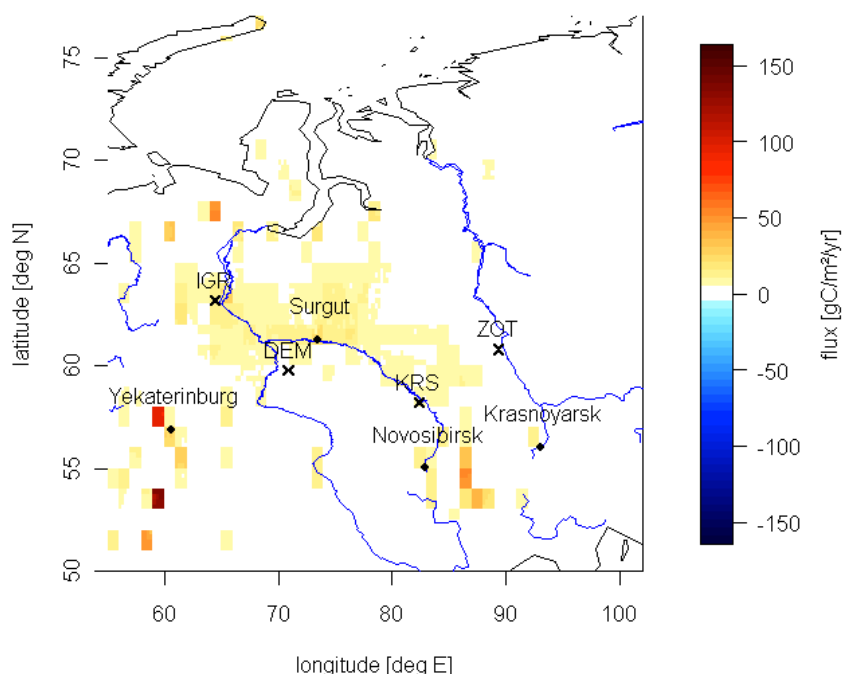 75
70
65
60
55
50
latitude [deg N]
60
70
80
90
100
longitude [deg E]
IGR
Surgut
DEM
ZOT
KRS
Yekaterinburg
Krasnoyarsk
Novosibirsk
150
100
50
0
-50
-100
-150
flux [gC/m²/yr]